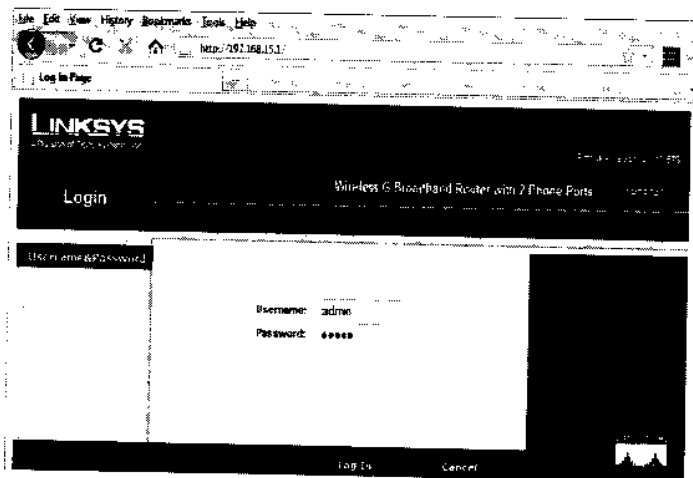 File Edit View History Bookmarks Tools Help
http://192.168.15.1/
Log in Page
LINKSYS
Login
Wireless-G Broadband Router with 2 Phone Ports
Username&Password
Username: admin
Password:
Log In Cancel